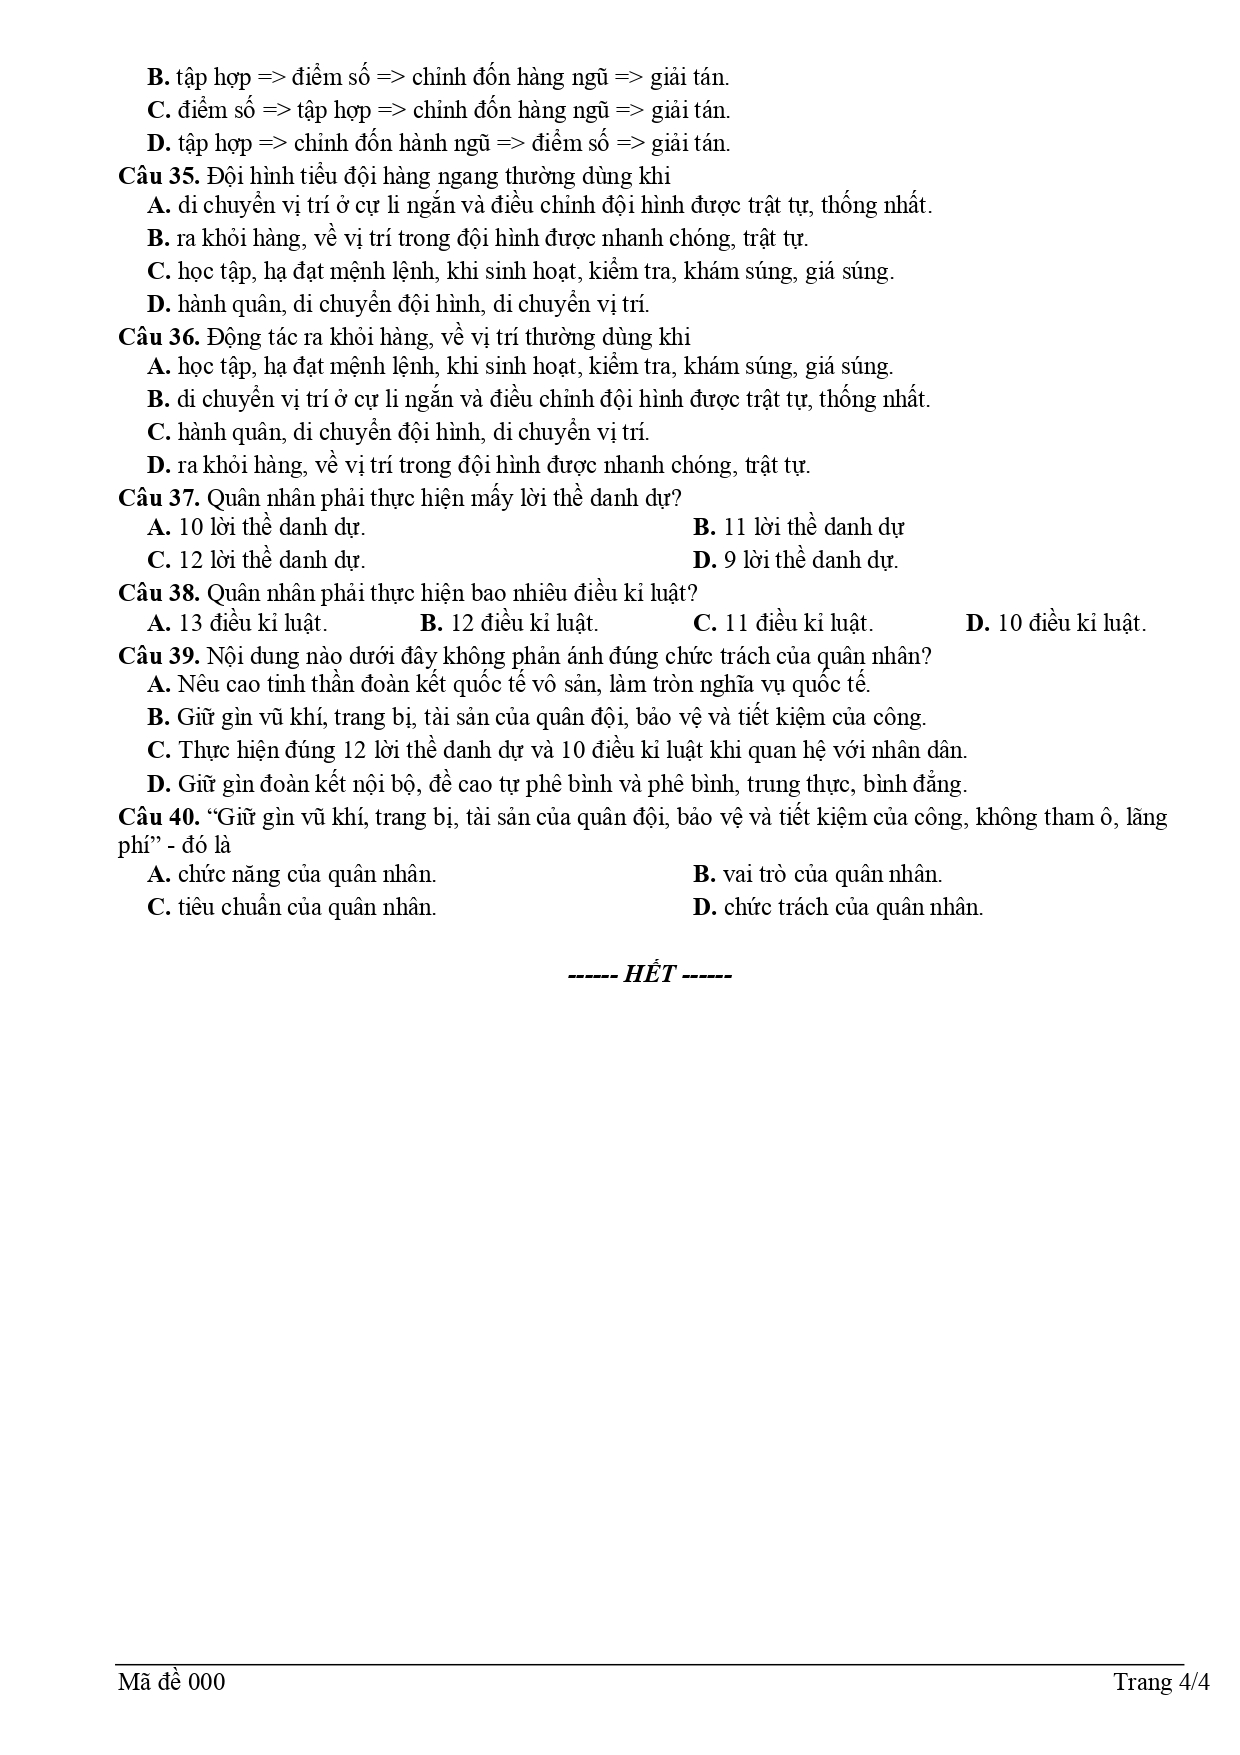 B. tập hợp => điểm số => chỉnh đốn hàng ngũ => giải tán.
C. điểm số => tập hợp => chỉnh đốn hàng ngũ => giải tán.
D. tập hợp => chỉnh đốn hành ngũ => điểm số => giải tán.
Câu 35. Đội hình tiểu đội hàng ngang thường dùng khi
A. di chuyển vị trí ở cự li ngắn và điều chỉnh đội hình được trật tự, thống nhất.
B. ra khỏi hàng, về vị trí trong đội hình được nhanh chóng, trật tự.
C. học tập, hạ đạt mệnh lệnh, khi sinh hoạt, kiểm tra, khám súng, giá súng.
D. hành quân, di chuyển đội hình, di chuyển vị trí.
Câu 36. Động tác ra khỏi hàng, về vị trí thường dùng khi
A. học tập, hạ đạt mệnh lệnh, khi sinh hoạt, kiểm tra, khám súng, giá súng.
B. di chuyển vị trí ở cự li ngắn và điều chỉnh đội hình được trật tự, thống nhất.
C. hành quân, di chuyển đội hình, di chuyển vị trí.
D. ra khỏi hàng, về vị trí trong đội hình được nhanh chóng, trật tự.
Câu 37. Quân nhân phải thực hiện mấy lời thề danh dự?
A. 10 lời thề danh dự. B. 11 lời thề danh dự
C. 12 lời thề danh dự. D. 9 lời thề danh dự.
Câu 38. Quân nhân phải thực hiện bao nhiêu điều kỉ luật?
A. 13 điều kỉ luật. B. 12 điều kỉ luật. C. 11 điều kỉ luật. D. 10 điều kỉ luật.
Câu 39. Nội dung nào dưới đây không phản ánh đúng chức trách của quân nhân?
A. Nêu cao tinh thần đoàn kết quốc tế vô sản, làm tròn nghĩa vụ quốc tế.
B. Giữ gìn vũ khí, trang bị, tài sản của quân đội, bảo vệ và tiết kiệm của công.
C. Thực hiện đúng 12 lời thề danh dự và 10 điều kỉ luật khi quan hệ với nhân dân.
D. Giữ gìn đoàn kết nội bộ, đề cao tự phê bình và phê bình, trung thực, bình đẳng.
Câu 40. “Giữ gìn vũ khí, trang bị, tài sản của quân đội, bảo vệ và tiết kiệm của công, không tham ô, lãng
phí” - đó là
A. chức năng của quân nhân. B. vai trò của quân nhân.
C. tiêu chuẩn của quân nhân. D. chức trách của quân nhân.
------ HẾT ------
Mã đề 000 Trang 4/4